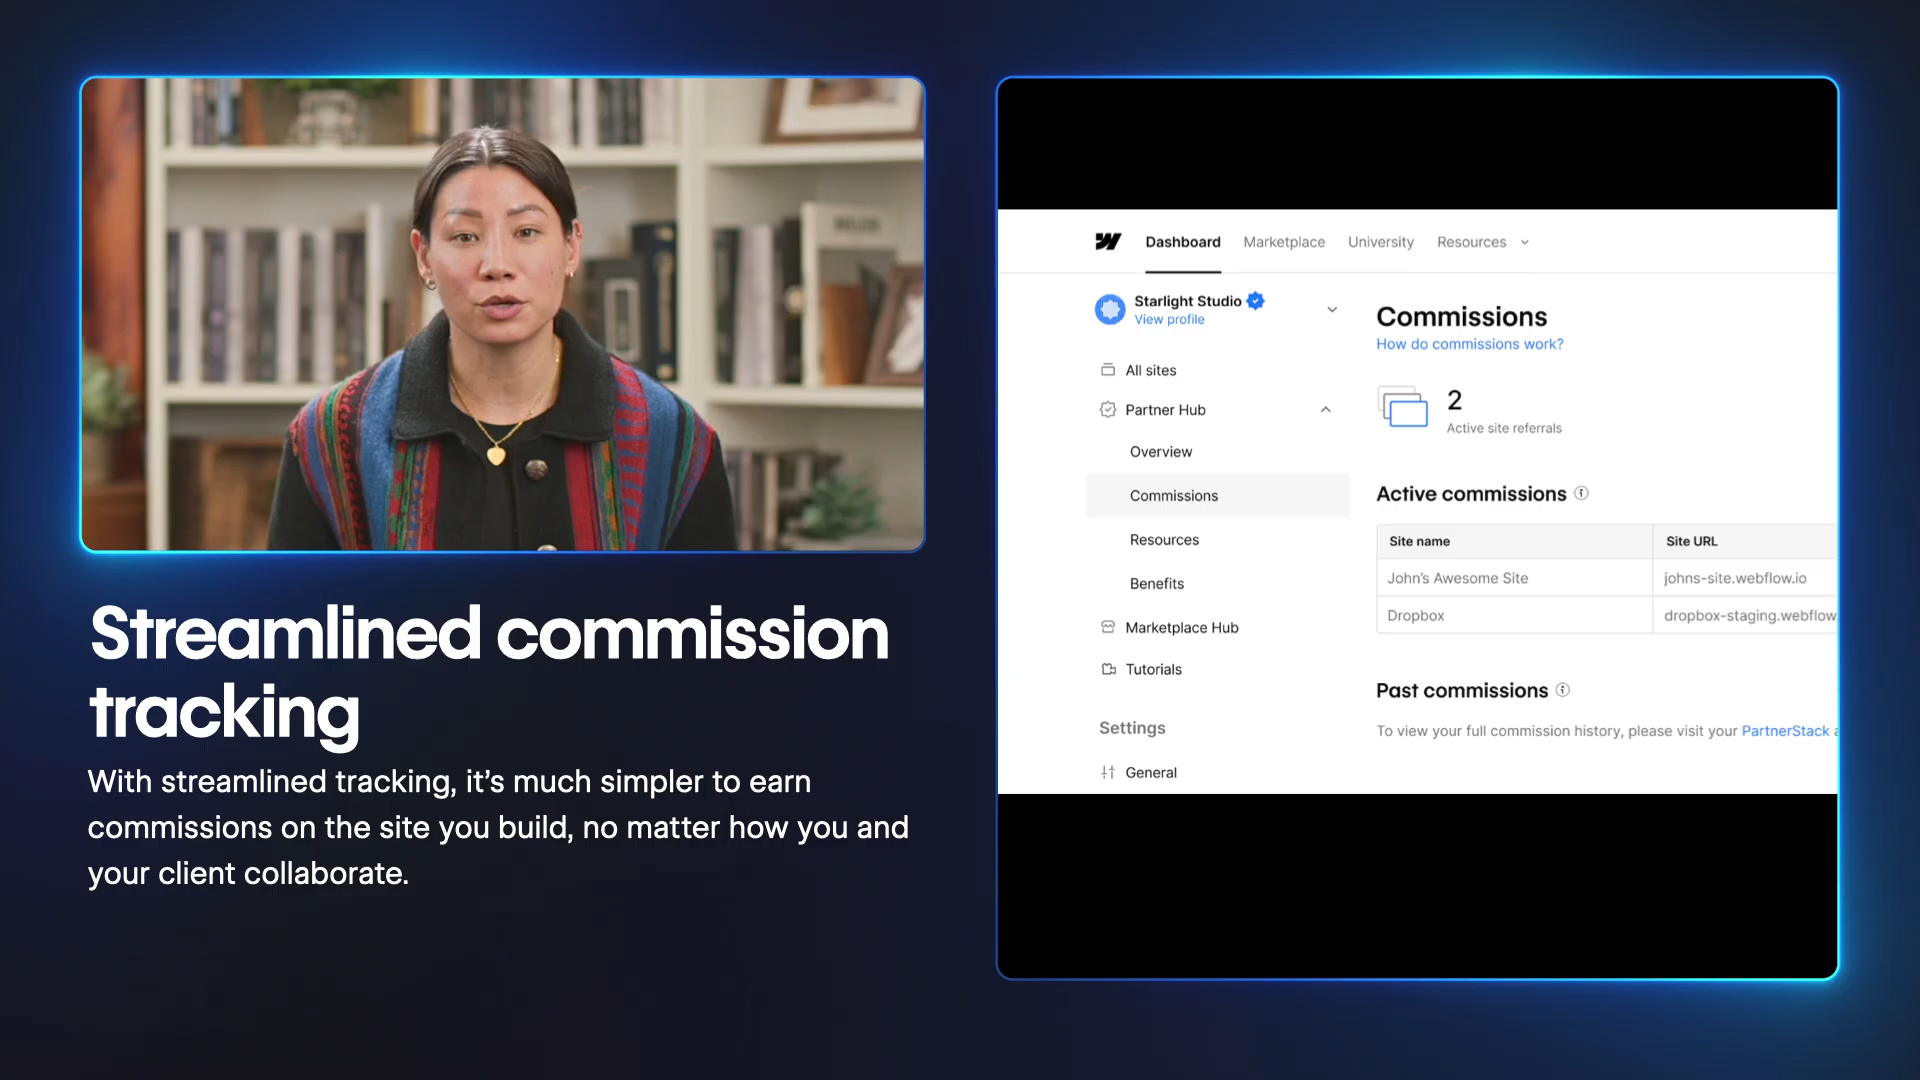 Streamlined commission
tracking
With streamlined tracking, it’s much simpler to earn
commissions on the site you build, no matter how you and
your client collaborate.
Dashboard Marketplace University Resources
Starlight Studio
View profile
All sites
Partner Hub
Overview
Commissions
Resources
Benefits
Marketplace Hub
Tutorials
Settings
General
Commissions
How do commissions work?
2
Active site referrals
Active commissions
Site name Site URL
John’s Awesome Site johns-site.webflow.io
Dropbox dropbox-staging.webflow
Past commissions
To view your full commission history, please visit your PartnerStack